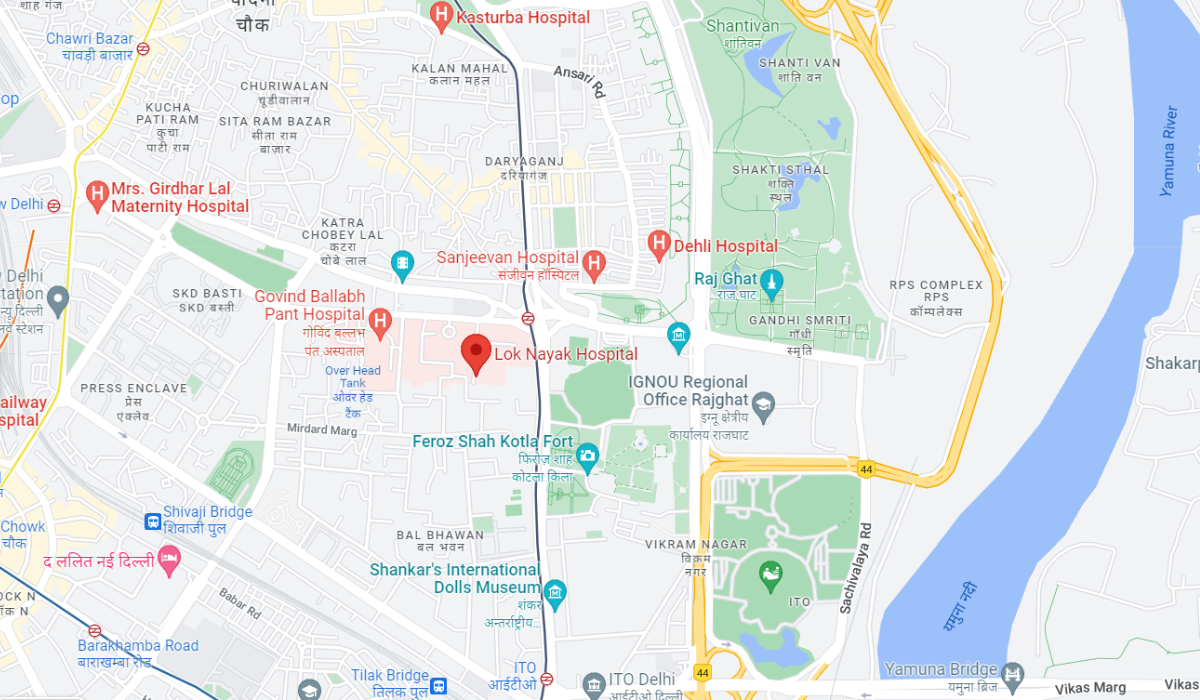 शाह गंज
चौक
Kasturba Hospital
Shantivan
शांतिवन
Chawri Bazar
चावड़ी बाजार
KALAN MAHAL
कलान महल
Ansari Rd
SHANTI VAN
शांति वन
CHURIWALAN
चूड़ीवालान
KUCHA
PATI RAM
कुचा
पाटी राम
SITA RAM BAZAR
सीता राम
बाज़ार
Yamuna River
DARYAGANJ
दरियागंज
SHAKTI STHAL
शक्ति
स्थल
Mrs. Girdhar Lal
Maternity Hospital
Delhi
KATRA
CHOBEY LAL
कटरा
चोबे लाल
Sanjeevan Hospital
संजीवन हॉस्पिटल
Dehli Hospital
Raj Ghat
राज घाट
Delhi
Station
नई दिल्ली
स्टेशन
SKD BASTI
SKD बस्ती
Govind Ballabh
Pant Hospital
गोविंद बल्लभ
पंत अस्पताल
RPS COMPLEX
RPS
कॉम्पलेक्स
GANDHI SMRITI
गाँधी
स्मृति
Lok Nayak Hospital
Over Head
Tank
ओवर हेड
टैंक
PRESS ENCLAVE
प्रेस
एंक्लेव
IGNOU Regional
Office Rajghat
इग्नू क्षेत्रीय
कार्यालय राजघाट
Mirdard Marg
Feroz Shah Kotla Fort
फिरोज़ शाह
कोटला किला
44
Shivaji Bridge
शिवाजी पुल
Chowk
चौक
BAL BHAWAN
बल भवन
VIKRAM NAGAR
विक्रम
नगर
Sachivalaya Rd
द ललित नई दिल्ली
Shankar's International
Dolls Museum
शंकर
अन्तर्राष्ट्रीय...
ITO
यमुना नदी
Babar Rd
Barakhamba Road
बाराखम्बा रोड
Tilak Bridge
तिलक पुल
ITO
आईटीओ
ITO Delhi
आईटीओ दिल्ली
44
Yamuna Bridge
यमुना ब्रिज
Vikas Marg